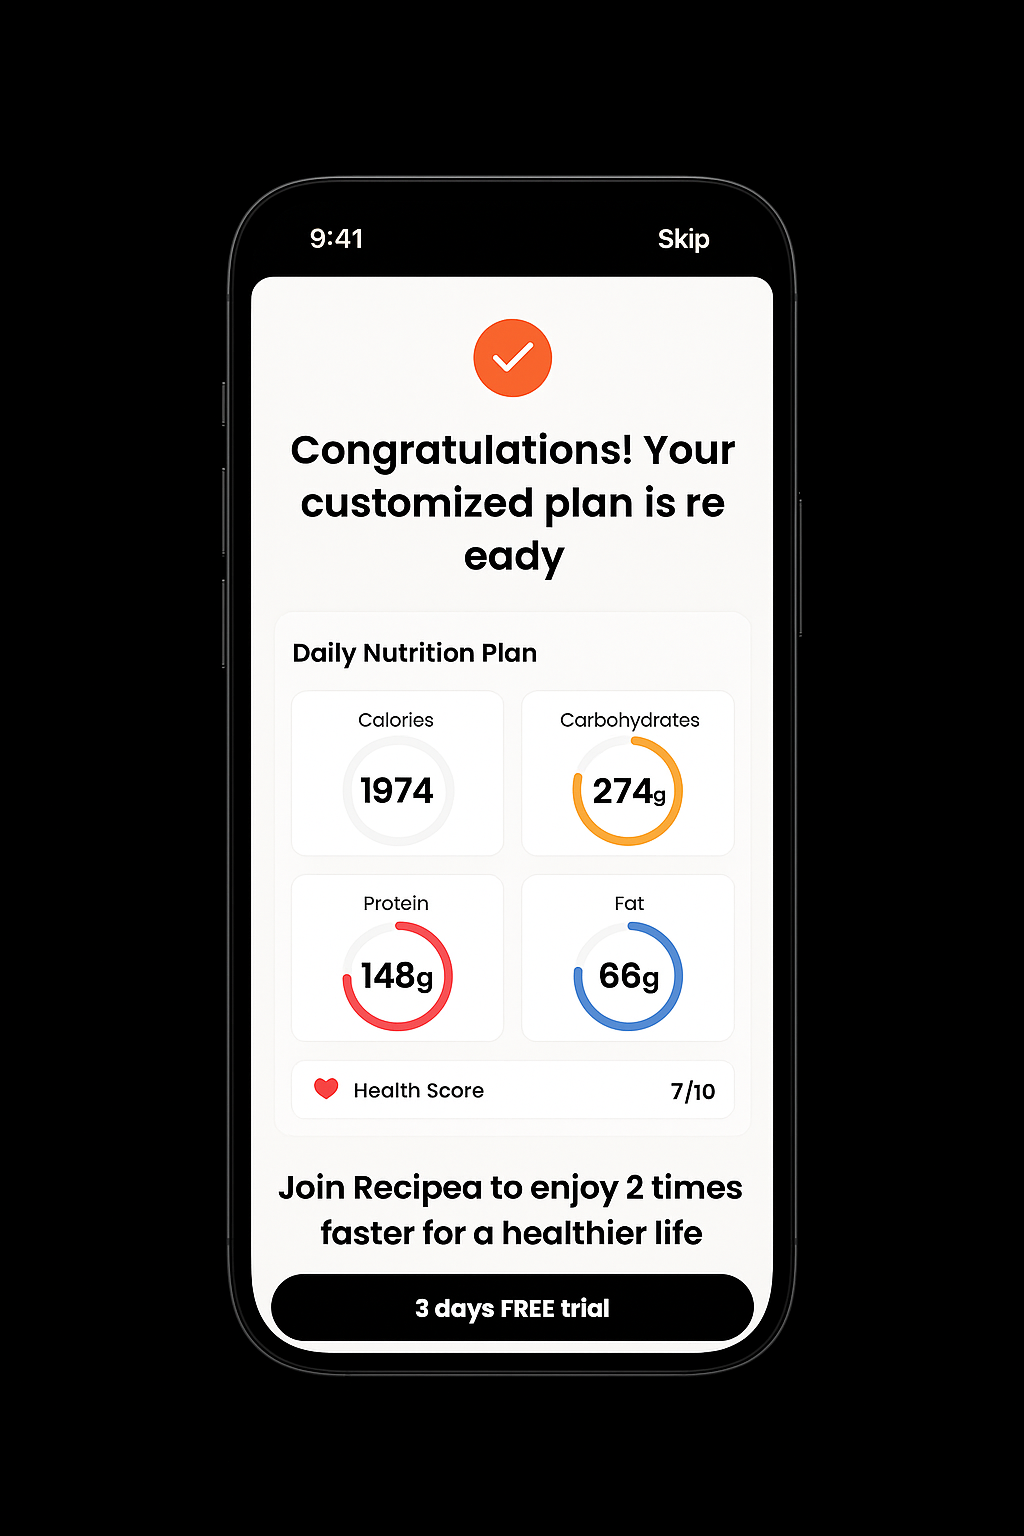 9:41 Skip
Congratulations! Your
customized plan is re
eady
Daily Nutrition Plan
Calories
1974
Carbohydrates
274g
Protein
148g
Fat
66g
Health Score 7/10
Join Recipea to enjoy 2 times
faster for a healthier life
3 days FREE trial